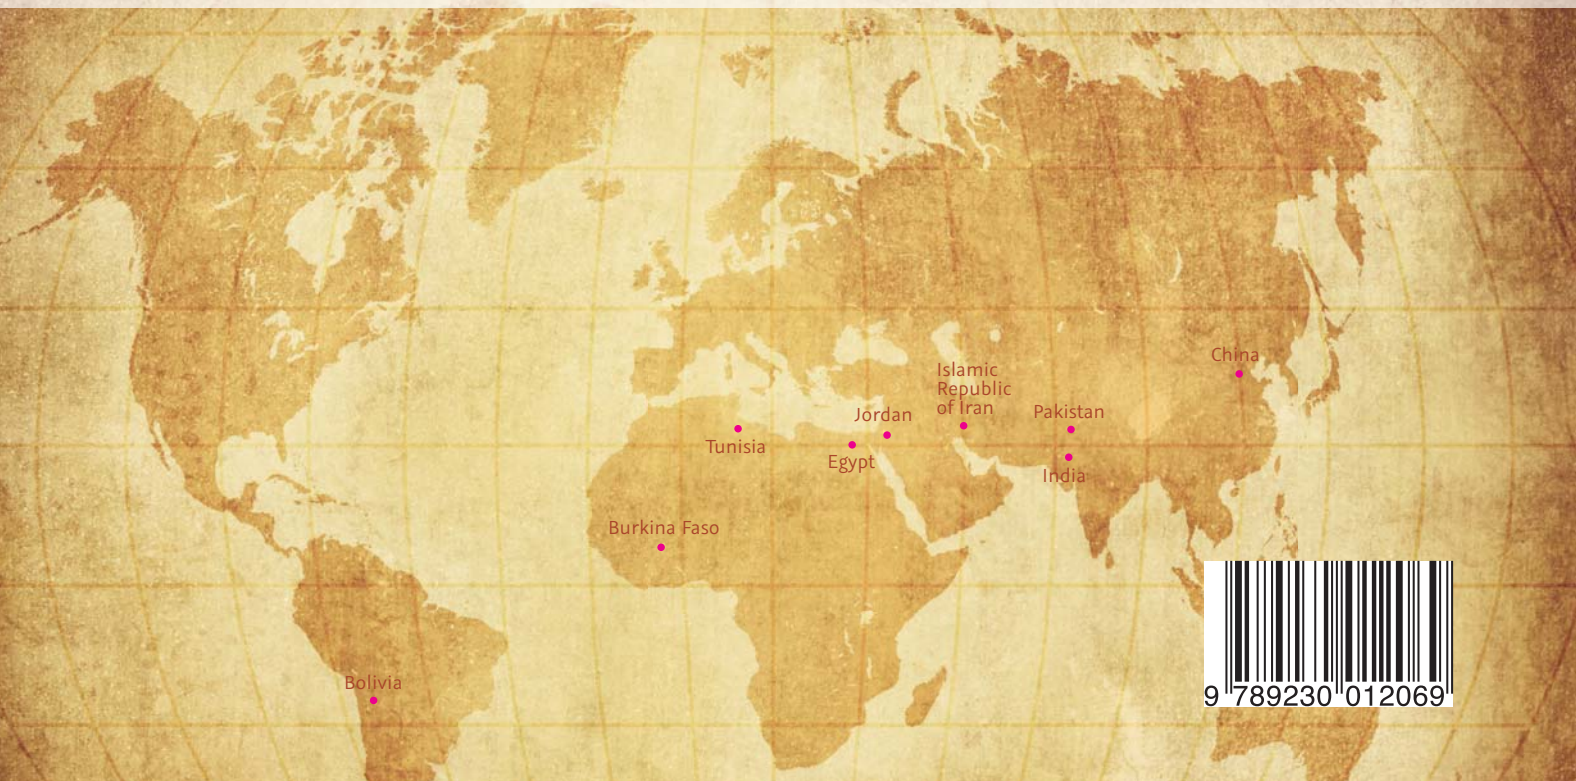 China
Islamic
Republic
of Iran
Pakistan
Jordan
Tunisia
Egypt
India
Burkina Faso
Bolivia
9 789230 012069